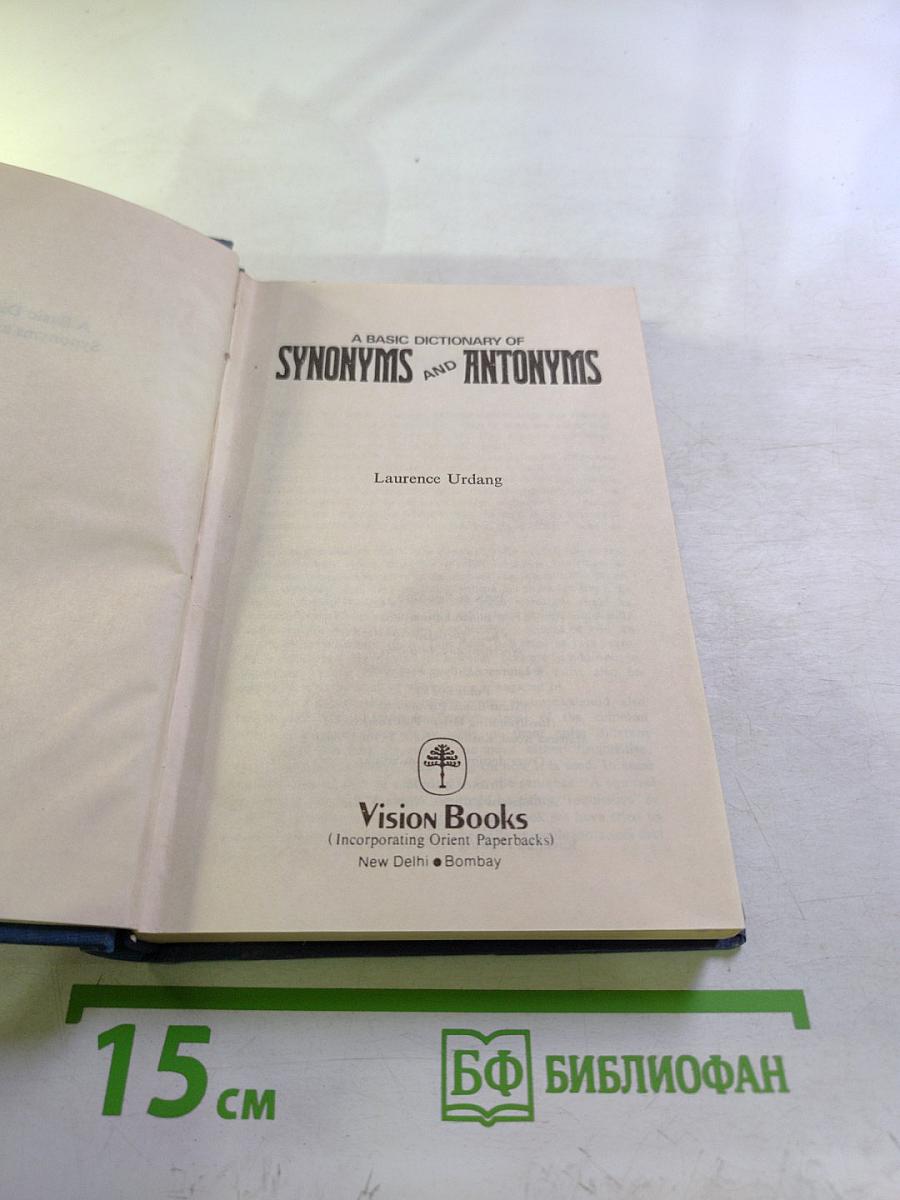 A BASIC DICTIONARY OF
SYNONYMS AND ANTONYMS
Laurence Urdang
Vision Books
(Incorporating Orient Paperbacks)
New Delhi ● Bombay
15 см
БФ БИБЛИОФАН